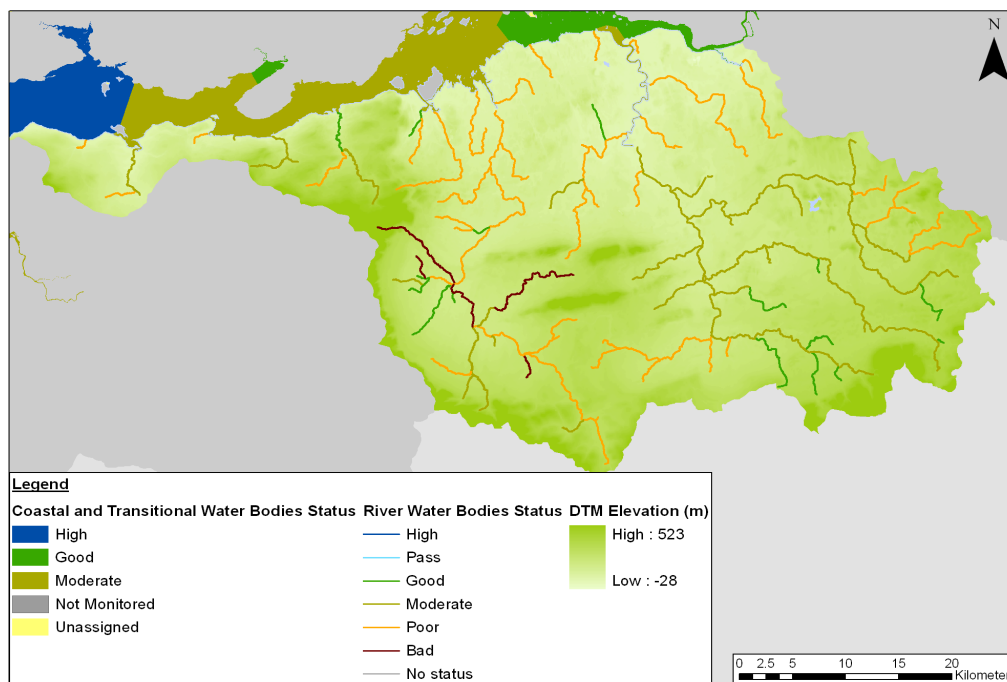 N
Legend
Coastal and Transitional Water Bodies Status River Water Bodies Status DTM Elevation (m)
High High High : 523
Good Pass
Moderate Good Low : -28
Not Monitored Moderate
Unassigned Poor
Bad
No status
0 2.5 5 10 15 20
Kilometer